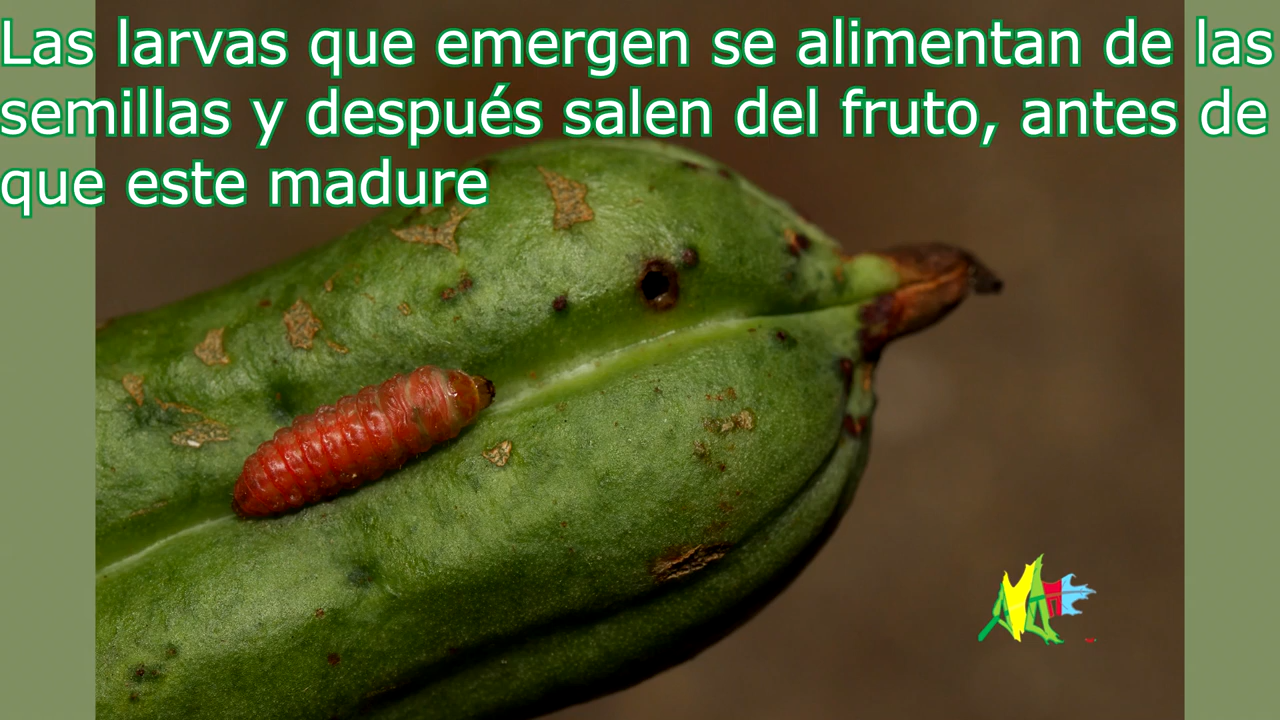 Las larvas que emergen se alimentan de las
semillas y después salen del fruto, antes de
que este madure